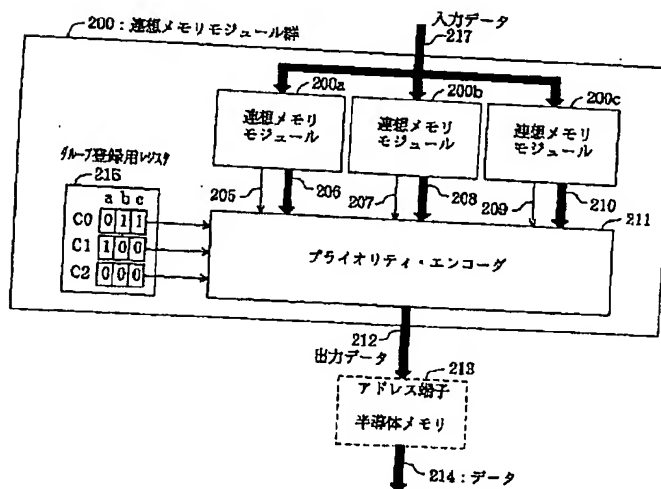 200：連想メモリモジュール群
入力データ
217
200a
200b
200c
連想メモリ
モジュール
連想メモリ
モジュール
連想メモリ
モジュール
グループ登録用レジスタ
215
a b c
C0 0 1 1
C1 1 0 0
C2 0 0 0
205
206
207
208
209
210
211
プライオリティ・エンコーダ
212
出力データ
213
アドレス端子
半導体メモリ
214：データ